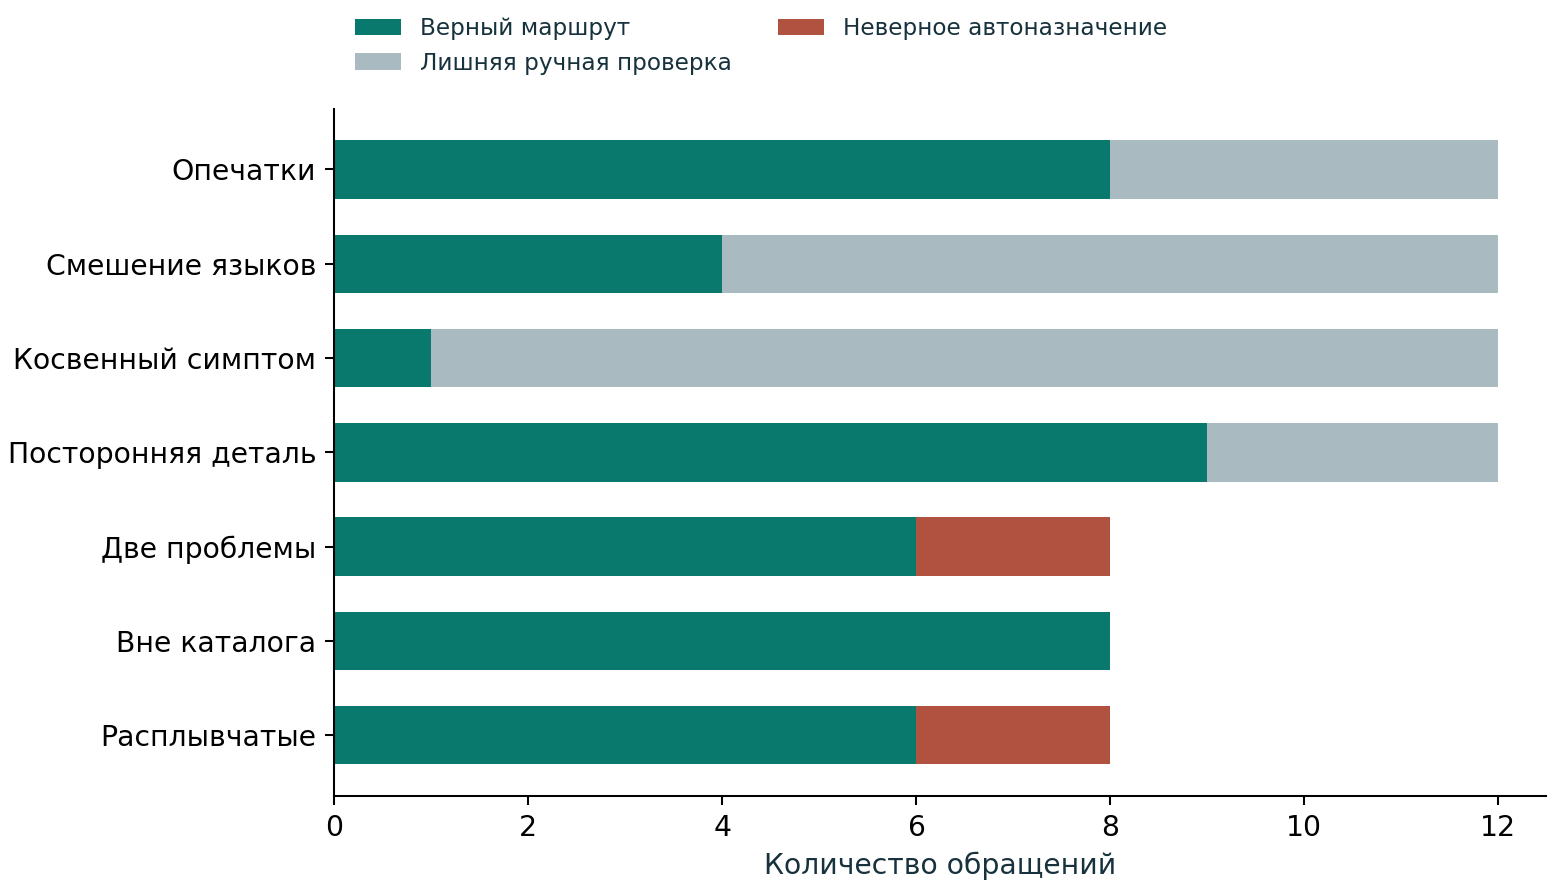 Верный маршрут
Лишняя ручная проверка
Неверное автоназначение
Опечатки
Смешение языков
Косвенный симптом
Посторонняя деталь
Две проблемы
Вне каталога
Расплывчатые
0 2 4 6 8 10 12
Количество обращений